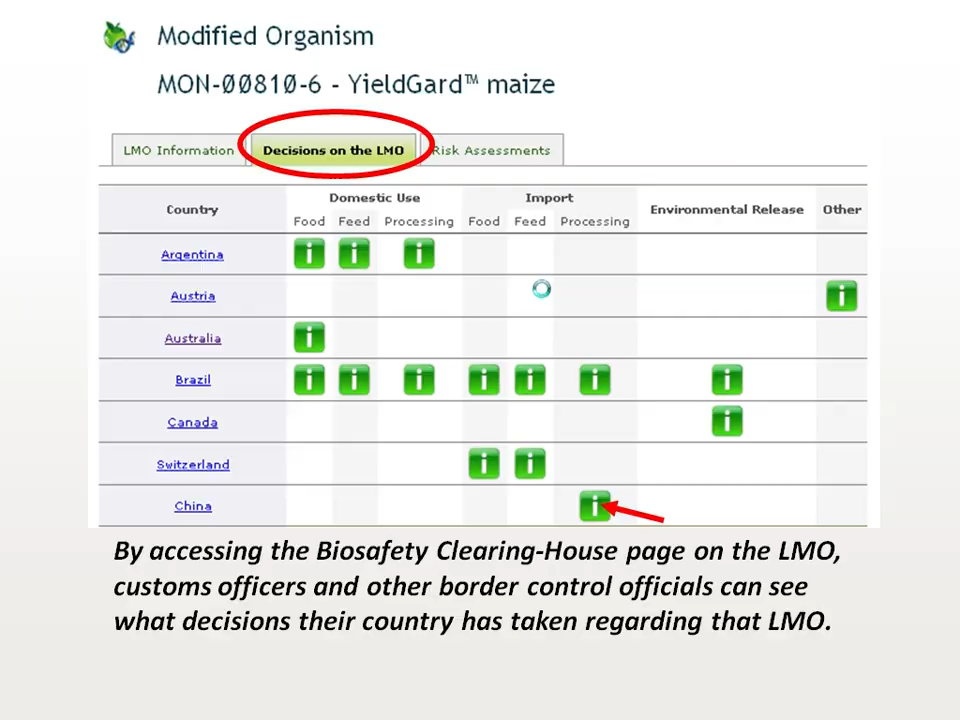 Modified Organism
MON-ØØ81Ø-6 - YieldGard™ maize
LMO Information Decisions on the LMO Risk Assessments
Country Domestic Use Import Environmental Release Other
Food Feed Processing Food Feed Processing
Argentina i i i
Austria i
Australia i
Brazil i i i i i i i
Canada i
Switzerland i i
China i
By accessing the Biosafety Clearing-House page on the LMO,
customs officers and other border control officials can see
what decisions their country has taken regarding that LMO.